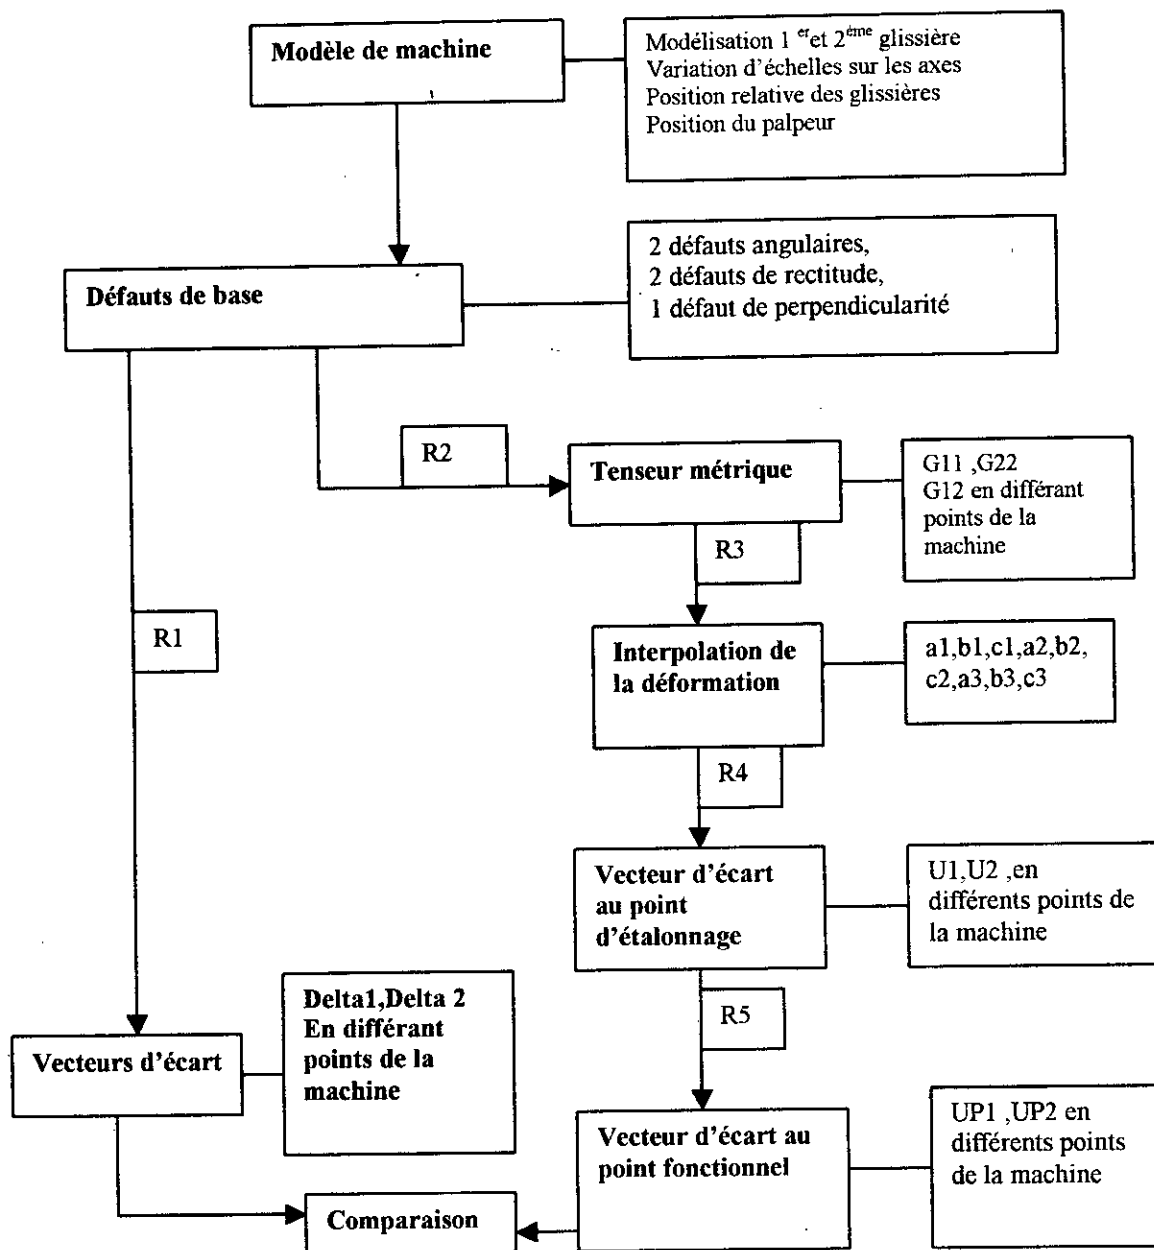 Modèle de machine
Modélisation 1 er et 2ème glissière
Variation d'échelles sur les axes
Position relative des glissières
Position du palpeur
Défauts de base
2 défauts angulaires,
2 défauts de rectitude,
1 défaut de perpendicularité
R2
Tenseur métrique
G11 ,G22
G12 en différant
points de la
machine
R3
R1
Interpolation de
la déformation
a1,b1,c1,a2,b2,
c2,a3,b3,c3
R4
Vecteur d'écart
au point
d'étalonnage
U1,U2 ,en
différents points de
la machine
R5
Vecteurs d'écart
Delta1,Delta 2
En différant
points de la
machine
Vecteur d'écart au
point fonctionnel
UP1 ,UP2 en
différents points
de la machine
Comparaison